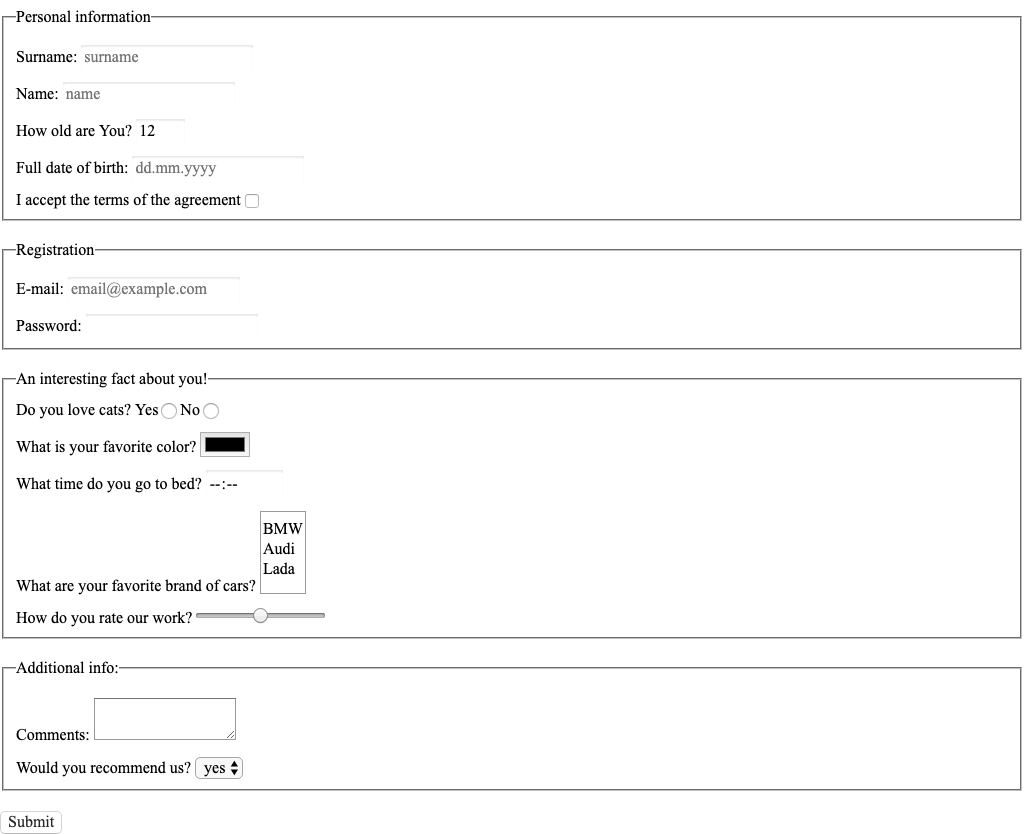 Personal information
Surname: surname
Name: name
How old are You? 12
Full date of birth: dd.mm.yyyy
I accept the terms of the agreement
Registration
E-mail: email@example.com
Password:
An interesting fact about you!
Do you love cats? Yes No
What is your favorite color?
What time do you go to bed? --:--
BMW
Audi
Lada
What are your favorite brand of cars?
How do you rate our work?
Additional info:
Comments:
Would you recommend us? yes
Submit